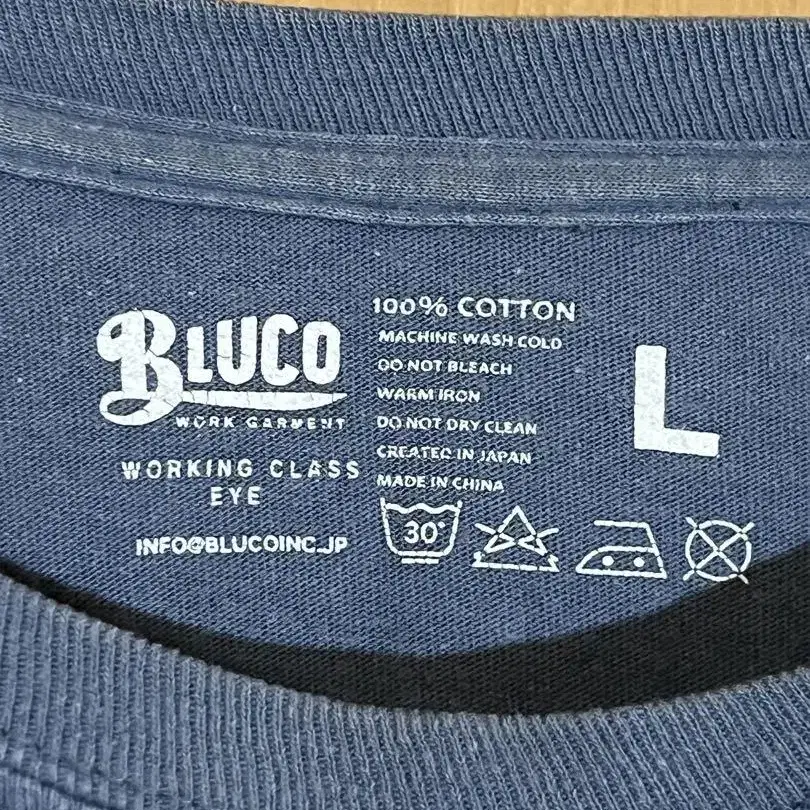 BLUCO
WORK GARMENT
WORKING CLASS
EYE
INFO@BLUCOINC.JP
100% COTTON
MACHINE WASH COLD
DO NOT BLEACH
WARM IRON
DO NOT DRY CLEAN
CREATED IN JAPAN
MADE IN CHINA
30°
L